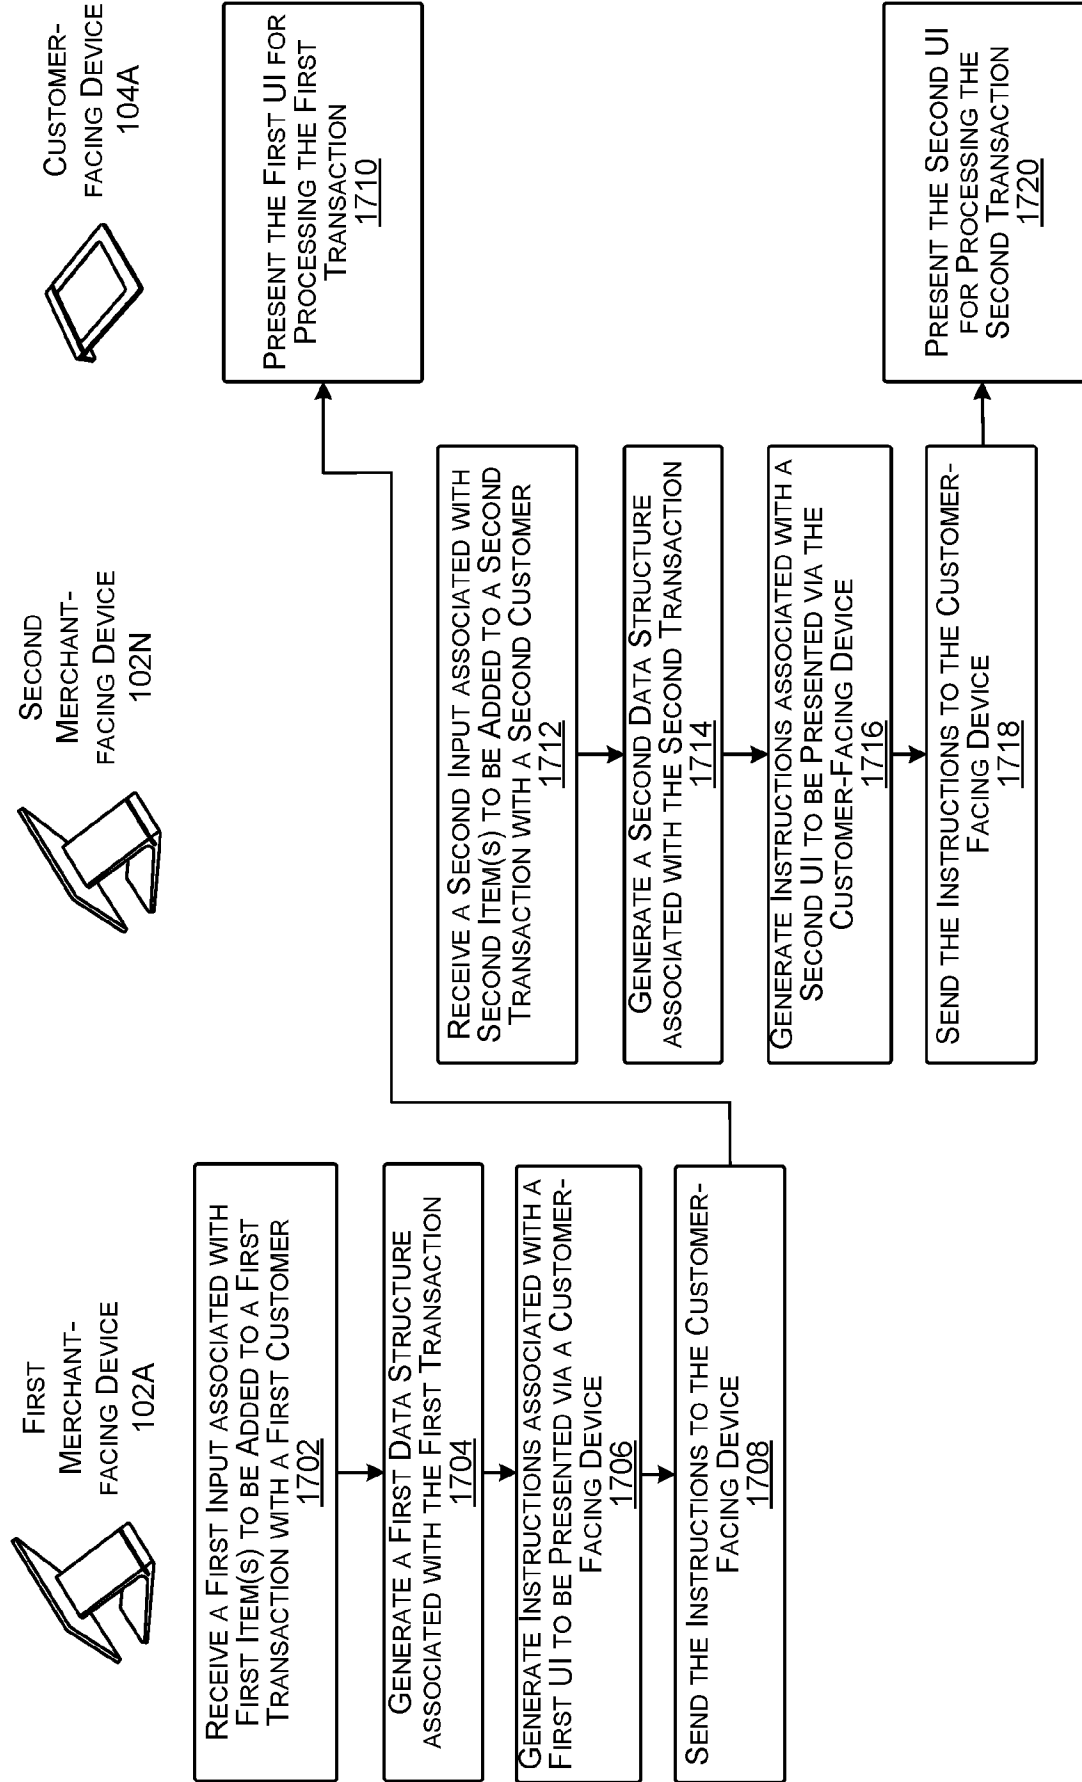 FIRST
MERCHANT-
FACING DEVICE
102A
SECOND
MERCHANT-
FACING DEVICE
102N
CUSTOMER-
FACING DEVICE
104A
RECEIVE A FIRST INPUT ASSOCIATED WITH
FIRST ITEM(S) TO BE ADDED TO A FIRST
TRANSACTION WITH A FIRST CUSTOMER
1702
GENERATE A FIRST DATA STRUCTURE
ASSOCIATED WITH THE FIRST TRANSACTION
1704
GENERATE INSTRUCTIONS ASSOCIATED WITH A
FIRST UI TO BE PRESENTED VIA A CUSTOMER-
FACING DEVICE
1706
SEND THE INSTRUCTIONS TO THE CUSTOMER-
FACING DEVICE
1708
PRESENT THE FIRST UI FOR
PROCESSING THE FIRST
TRANSACTION
1710
RECEIVE A SECOND INPUT ASSOCIATED WITH
SECOND ITEM(S) TO BE ADDED TO A SECOND
TRANSACTION WITH A SECOND CUSTOMER
1712
GENERATE A SECOND DATA STRUCTURE
ASSOCIATED WITH THE SECOND TRANSACTION
1714
GENERATE INSTRUCTIONS ASSOCIATED WITH A
SECOND UI TO BE PRESENTED VIA THE
CUSTOMER-FACING DEVICE
1716
SEND THE INSTRUCTIONS TO THE CUSTOMER-
FACING DEVICE
1718
PRESENT THE SECOND UI
FOR PROCESSING THE
SECOND TRANSACTION
1720